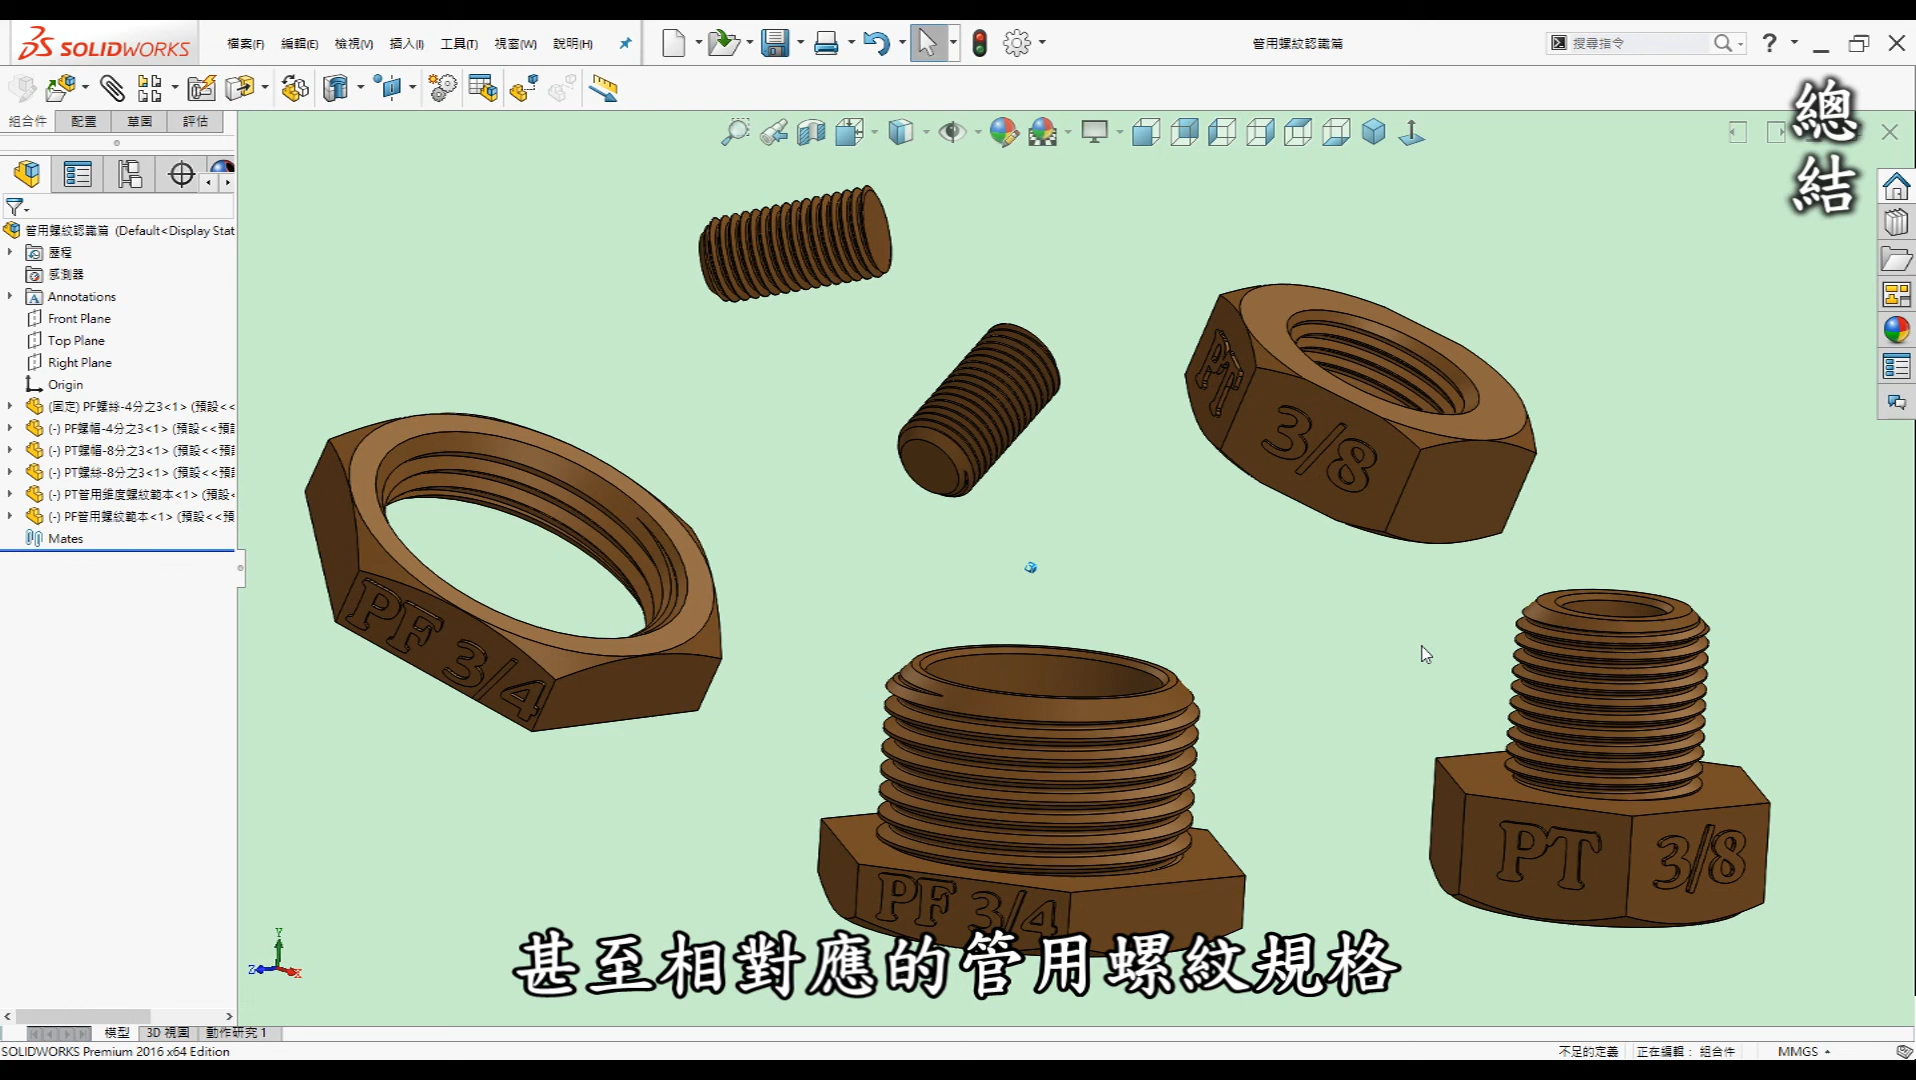 SOLIDWORKS
檔案(F) 編輯(E) 檢視(V) 插入(I) 工具(T) 視窗(W) 說明(H)
管用螺紋認識篇
搜尋指令
總結
組合件 配置 草圖 評估
管用螺紋認識篇 (Default<Display Stat
歷程
感測器
Annotations
Front Plane
Top Plane
Right Plane
Origin
(固定) PF螺絲-4分之3<1> (預設<<
(-) PF螺帽-4分之3<1> (預設<<預設
(-) PT螺帽-8分之3<1> (預設<<預設
(-) PT螺絲-8分之3<1> (預設<<預設
(-) PT管用錐度螺紋範本<1> (預設<
(-) PF管用螺紋範本<1> (預設<<預
Mates
PT 3/8
PF 3/4
PT 3/8
PF 3/4
甚至相對應的管用螺紋規格
Y
Z X
模型 3D 視圖 動作研究 1
SOLIDWORKS Premium 2016 x64 Edition
不足的定義 正在編輯： 組合件 MMGS